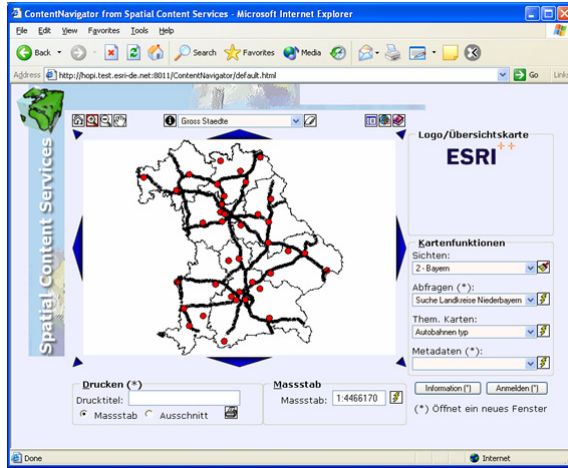 ContentNavigator from Spatial Content Services - Microsoft Internet Explorer
File Edit View Favorites Tools Help
Back Search Favorites Media
Address http://hopi.test.esri-de.net:8011/ContentNavigator/default.html Go Links
Gross Staedte
Spatial Content Services
Logo/Übersichtskarte
ESRI
Kartenfunktionen
Sichten:
2 - Bayern
Abfragen (*):
Suche Landkreise Niederbayern
Them. Karten:
Autobahnen typ
Metadaten (*):
Drucken (*)
Drucktitel:
Massstab Ausschnitt
Massstab
Massstab: 1:4466170
Information (*) Anmelden (*)
(*) Öffnet ein neues Fenster
Done Internet